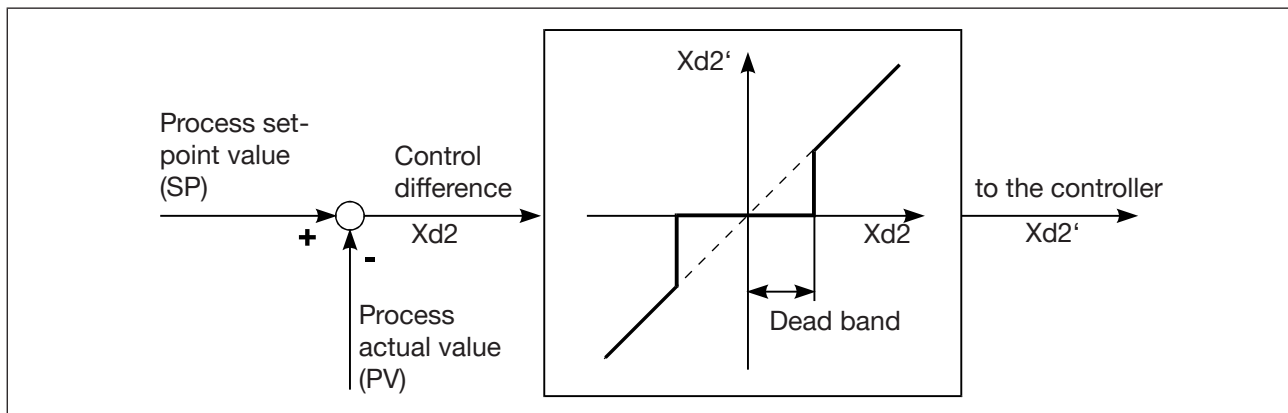 Process set-
point value
(SP)
+
-
Process
actual value
(PV)
Control
difference
Xd2
Xd2‘
Xd2
Dead band
to the controller
Xd2‘